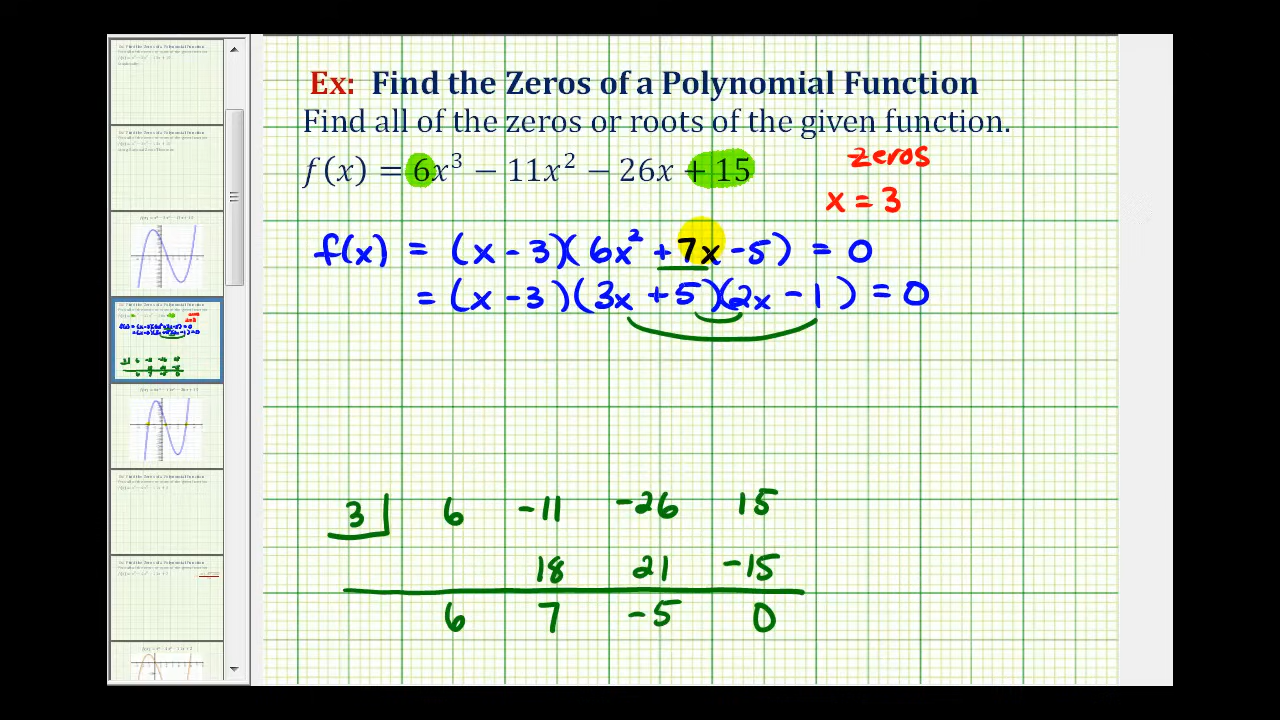 Ex: Find the Zeros of a Polynomial Function
Find all of the zeros or roots of the given function.
f(x) = 6x³ − 11x² − 26x + 15
zeros
x = 3
f(x) = (x - 3)(6x² + 7x - 5) = 0
= (x - 3)(3x + 5)(2x - 1) = 0
3 6 -11 -26 15
18 21 -15
6 7 -5 0